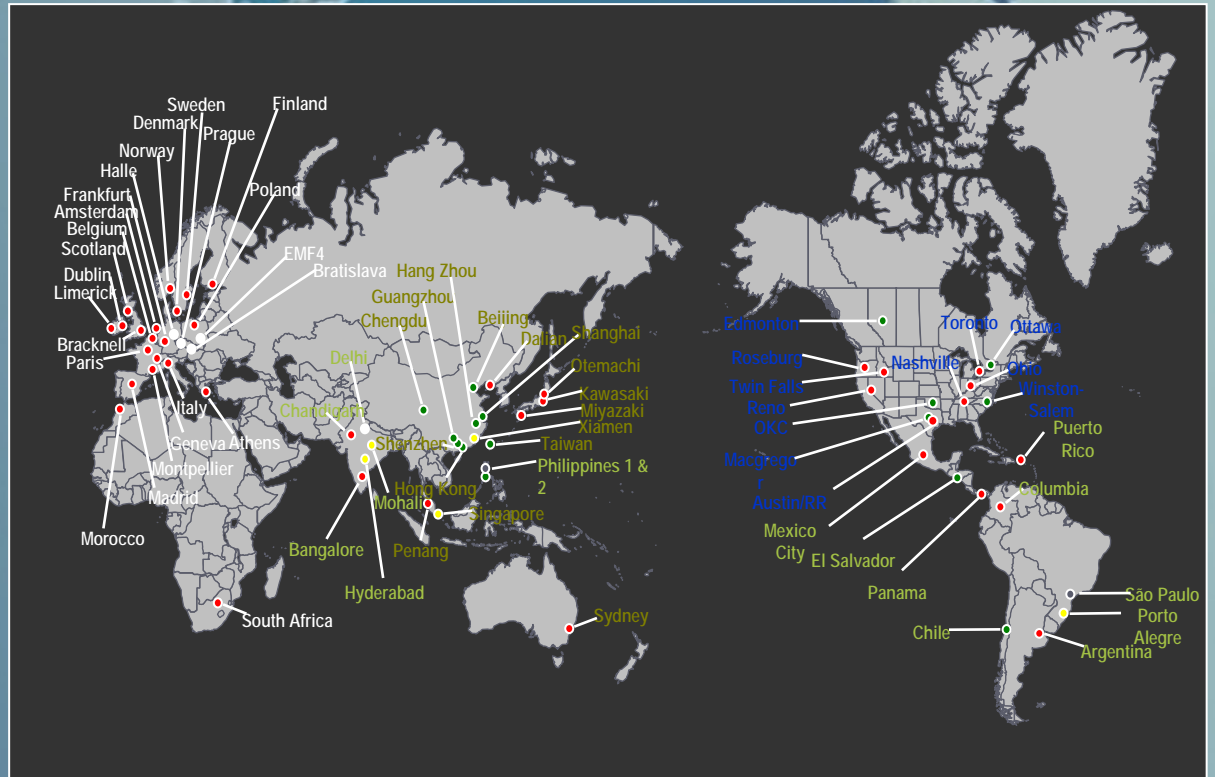 Sweden
Finland
Denmark
Prague
Norway
Halle
Poland
Frankfurt
Amsterdam
Belgium
Scotland
EMF4
Bratislava
Dublin
Limerick
Bracknell
Paris
Italy
Geneva
Athens
Montpellier
Madrid
Morocco
South Africa
Hang Zhou
Guangzhou
Chengdu
Beijing
Dalian
Shanghai
Delhi
Otemachi
Kawasaki
Miyazaki
Xiamen
Chandigarh
Shenzhen
Taiwan
Philippines 1 &
2
Hong Kong
Mohali
Singapore
Bangalore
Penang
Hyderabad
Sydney
Edmonton
Toronto
Ottawa
Roseburg
Nashville
Ohio
Twin Falls
Winston-
Salem
Reno
OKC
Puerto
Rico
Macgrego
r
Austin/RR
Columbia
Mexico
City
El Salvador
Panama
São Paulo
Porto
Alegre
Chile
Argentina